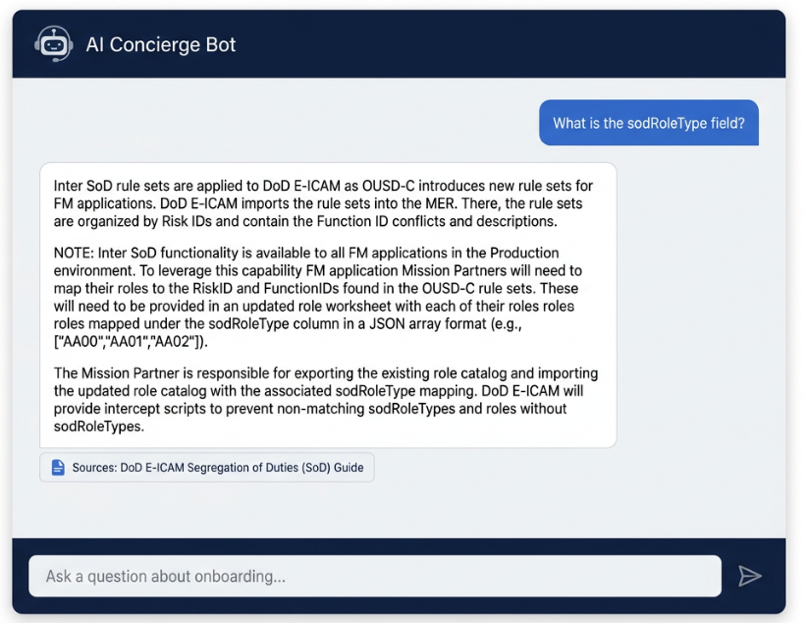 AI Concierge Bot
What is the sodRoleType field?
Inter SoD rule sets are applied to DoD E-ICAM as OUSD-C introduces new rule sets for
FM applications. DoD E-ICAM imports the rule sets into the MER. There, the rule sets
are organized by Risk IDs and contain the Function ID conflicts and descriptions.
NOTE: Inter SoD functionality is available to all FM applications in the Production
environment. To leverage this capability FM application Mission Partners will need to
map their roles to the RiskID and FunctionIDs found in the OUSD-C rule sets. These
will need to be provided in an updated role worksheet with each of their roles roles
roles mapped under the sodRoleType column in a JSON array format (e.g.,
["AA00","AA01","AA02"]).
The Mission Partner is responsible for exporting the existing role catalog and importing
the updated role catalog with the associated sodRoleType mapping. DoD E-ICAM will
provide intercept scripts to prevent non-matching sodRoleTypes and roles without
sodRoleTypes.
Sources: DoD E-ICAM Segregation of Duties (SoD) Guide
Ask a question about onboarding...